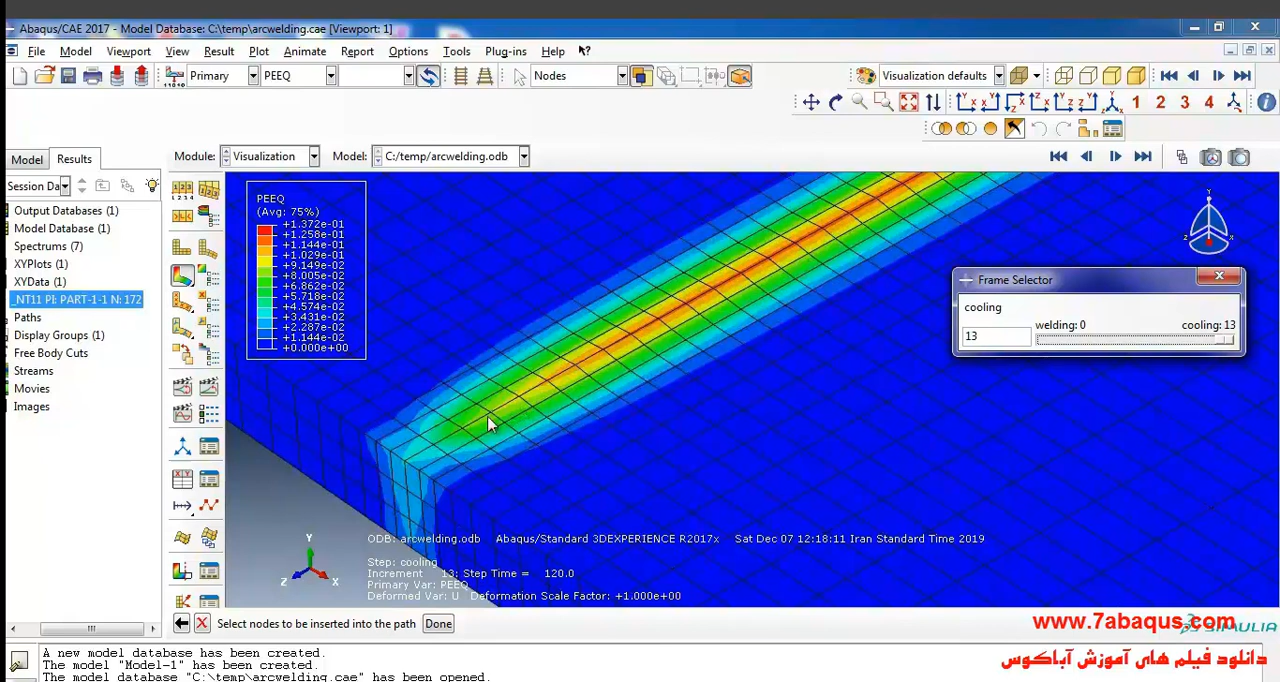 Abaqus/CAE 2017 - Model Database: C:\temp\arcwelding.cae [Viewport: 1]
File Model Viewport View Result Plot Animate Report Options Tools Plug-ins Help
Primary PEEQ Nodes Visualization defaults
1 2 3 4
Model Results Module: Visualization Model: C:/temp/arcwelding.odb
Session Da
Output Databases (1)
Model Database (1)
Spectrums (7)
XYPlots (1)
XYData (1)
_NT11 PI: PART-1-1 N: 172
Paths
Display Groups (1)
Free Body Cuts
Streams
Movies
Images
PEEQ
(Avg: 75%)
+1.372e-01
+1.258e-01
+1.144e-01
+1.029e-01
+9.149e-02
+8.005e-02
+6.862e-02
+5.718e-02
+4.574e-02
+3.431e-02
+2.287e-02
+1.144e-02
+0.000e+00
Y
Z X
Frame Selector
cooling
welding: 0 cooling: 13
13
Y
Z X
ODB: arcwelding.odb Abaqus/Standard 3DEXPERIENCE R2017x Sat Dec 07 12:18:11 Iran Standard Time 2019
Step: cooling
Increment 13: Step Time = 120.0
Primary Var: PEEQ
Deformed Var: U Deformation Scale Factor: +1.000e+00
Select nodes to be inserted into the path Done
www.7abaqus.com
SIMULIA
دانلود فیلم های آموزش آباکوس
A new model database has been created.
The model "Model-1" has been created.
The model database "C:\temp\arcwelding.cae" has been opened.